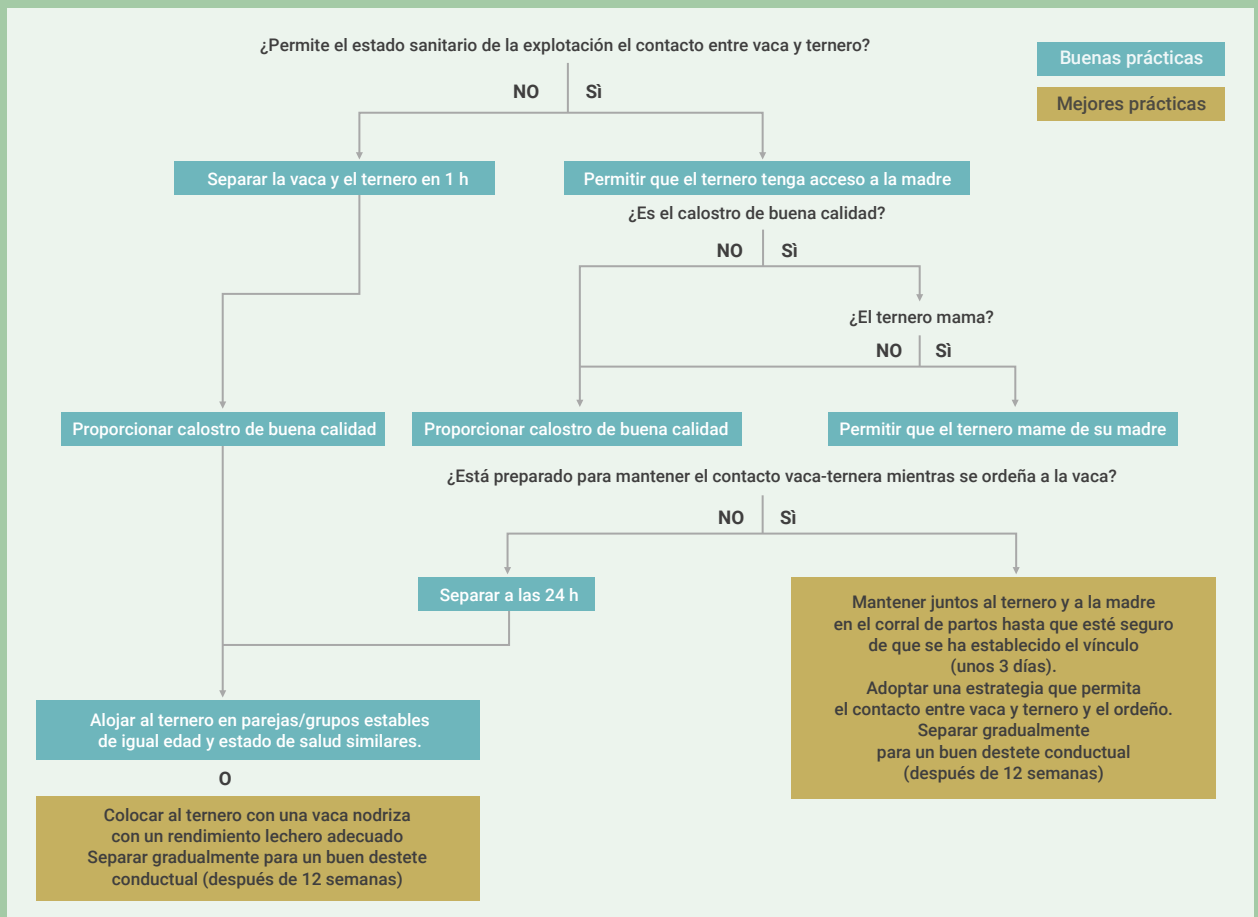 ¿Permite el estado sanitario de la explotación el contacto entre vaca y ternero?
Buenas prácticas
Mejores prácticas
NO
Sì
Separar la vaca y el ternero en 1 h
Permitir que el ternero tenga acceso a la madre
¿Es el calostro de buena calidad?
NO
Sì
¿El ternero mama?
NO
Sì
Proporcionar calostro de buena calidad
Proporcionar calostro de buena calidad
Permitir que el ternero mame de su madre
¿Está preparado para mantener el contacto vaca-ternera mientras se ordeña a la vaca?
NO
Sì
Separar a las 24 h
Mantener juntos al ternero y a la madre
en el corral de partos hasta que esté seguro
de que se ha establecido el vínculo
(unos 3 días).
Adoptar una estrategia que permita
el contacto entre vaca y ternero y el ordeño.
Separar gradualmente
para un buen destete conductual
(después de 12 semanas)
Alojar al ternero en parejas/grupos estables
de igual edad y estado de salud similares.
O
Colocar al ternero con una vaca nodriza
con un rendimiento lechero adecuado
Separar gradualmente para un buen destete
conductual (después de 12 semanas)